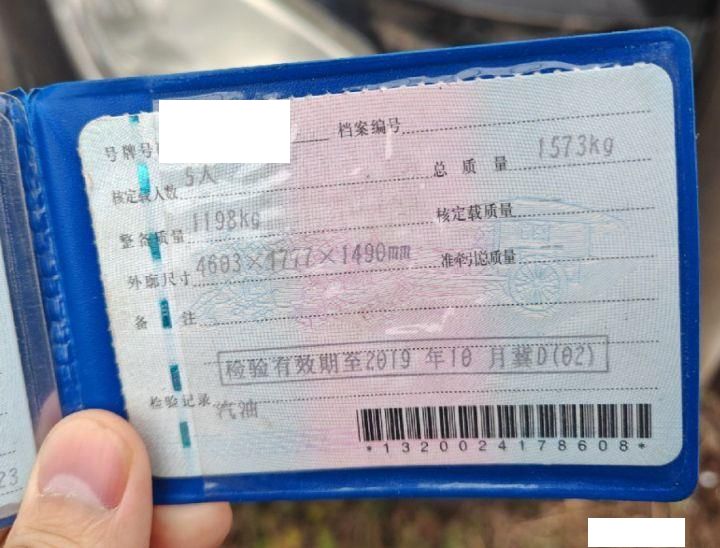 号牌号
档案编号
核定载人数 5人
总质量 1573kg
整备质量 1198kg
核定载质量
外廓尺寸 4603×1777×1490mm
准牵引总质量
备注
检验有效期至2019年10月冀D(02)
检验记录 汽油
*1320024178608*
23